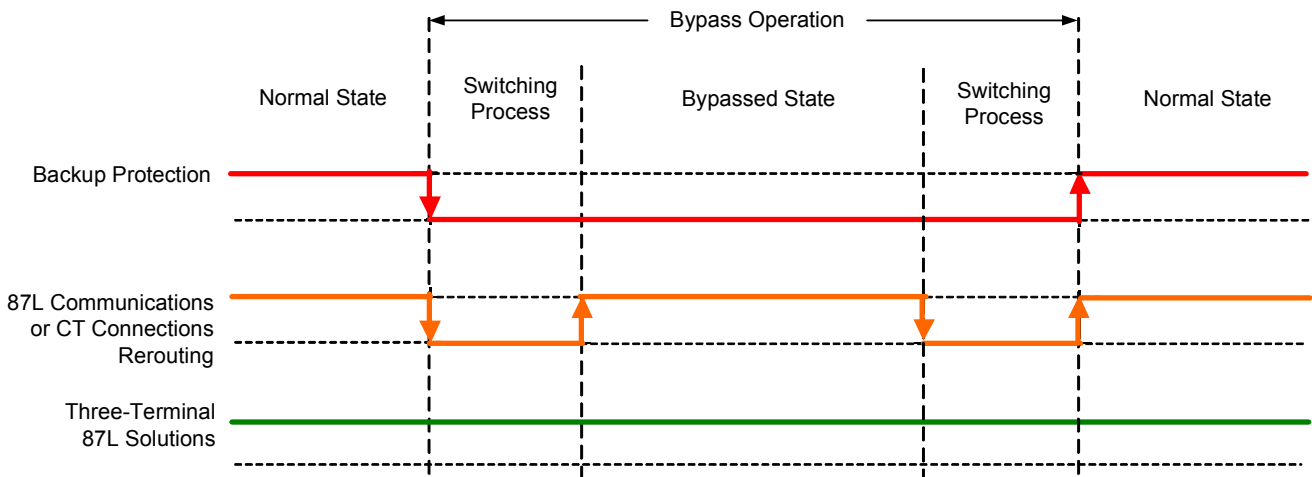 Bypass Operation
Normal State
Switching
Process
Bypassed State
Switching
Process
Normal State
Backup Protection
87L Communications
or CT Connections
Rerouting
Three-Terminal
87L Solutions